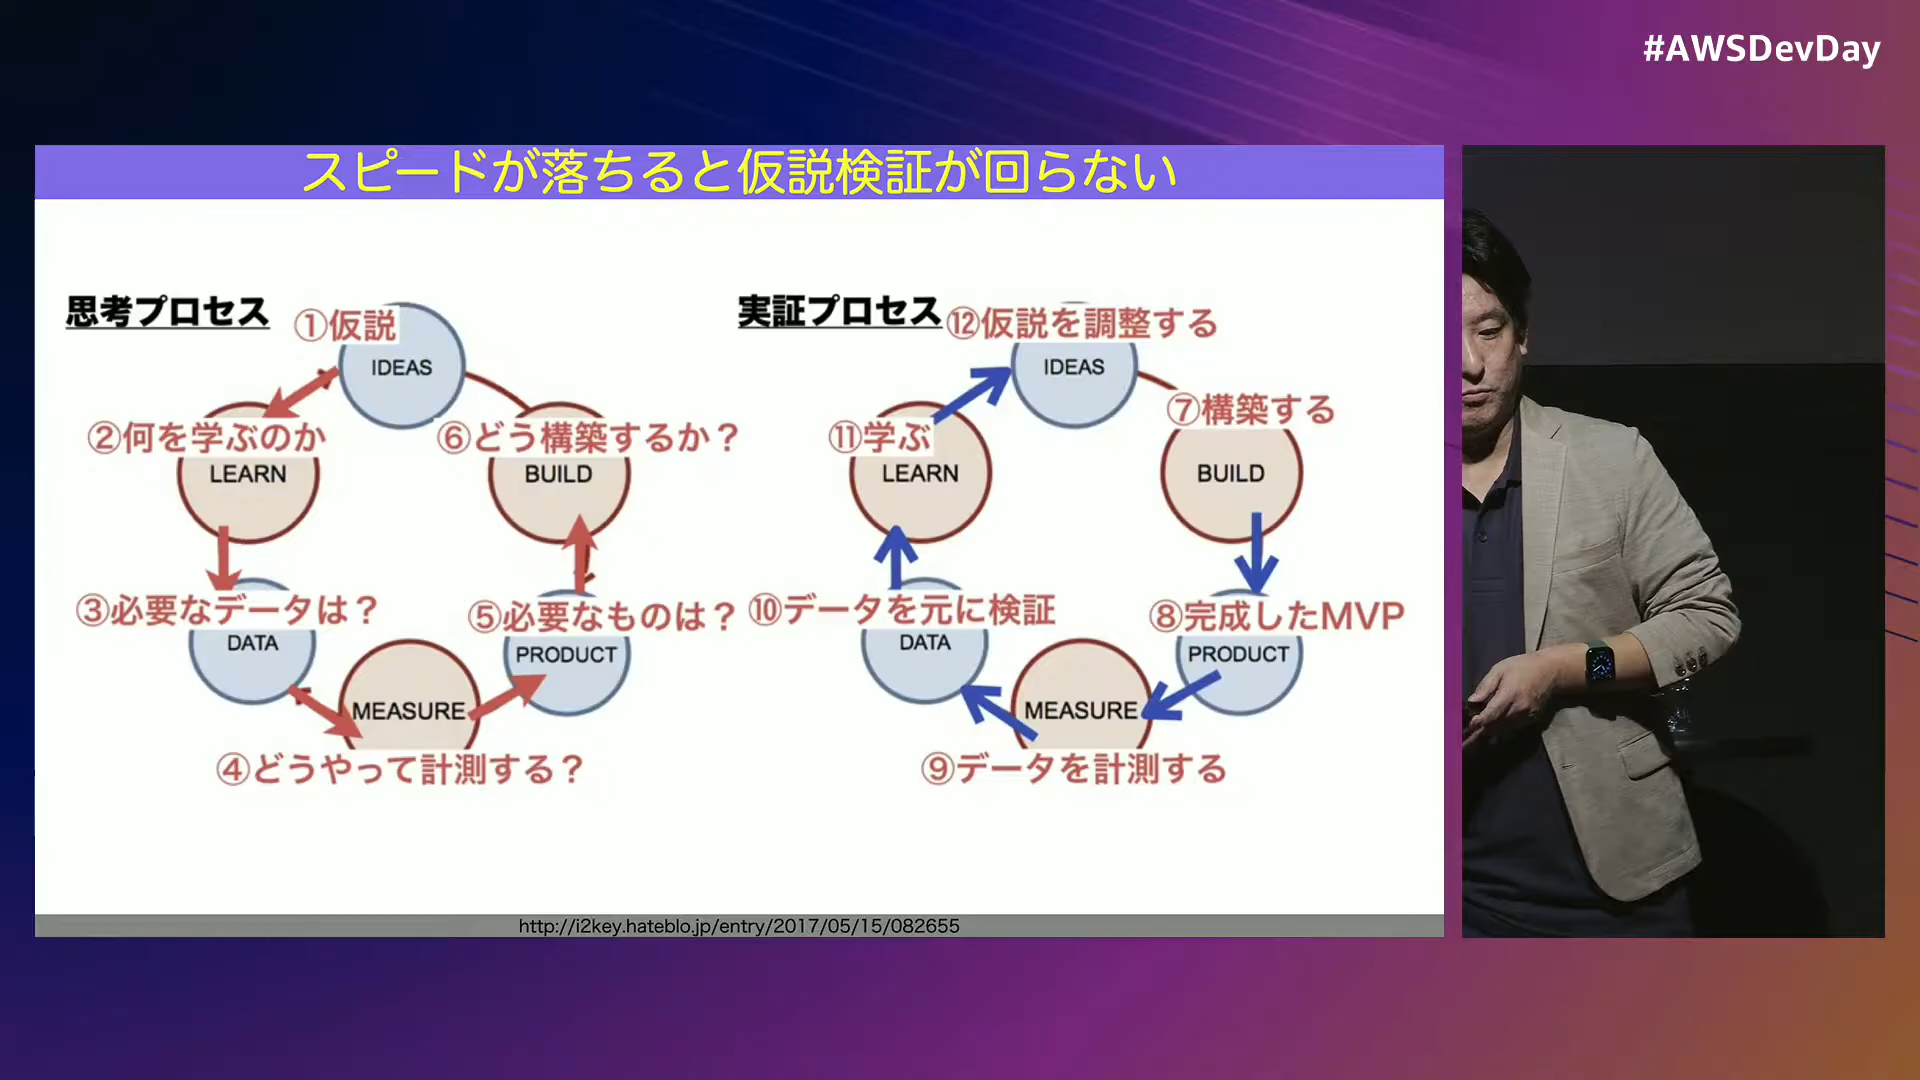 #AWSDevDay
スピードが落ちると仮説検証が回らない
思考プロセス
①仮説
IDEAS
②何を学ぶのか
LEARN
⑥どう構築するか？
BUILD
③必要なデータは？
DATA
⑤必要なものは？
PRODUCT
MEASURE
④どうやって計測する？
実証プロセス
⑫仮説を調整する
IDEAS
⑪学ぶ
LEARN
⑦構築する
BUILD
⑩データを元に検証
DATA
⑧完成したMVP
PRODUCT
MEASURE
⑨データを計測する
http://i2key.hateblo.jp/entry/2017/05/15/082655